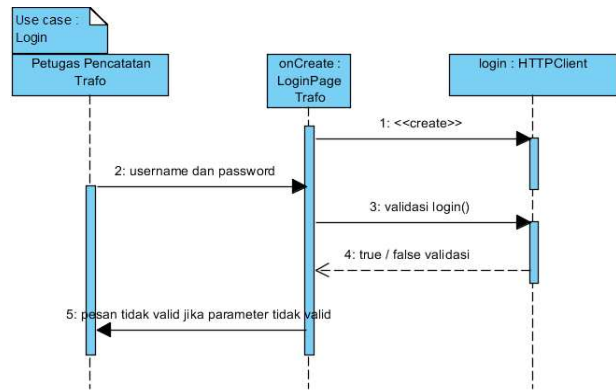 Use case :
Login
Petugas Pencatatan
Trafo
onCreate :
LoginPage
Trafo
login : HTTPClient
1: <<create>>
2: username dan password
3: validasi login()
4: true / false validasi
5: pesan tidak valid jika parameter tidak valid